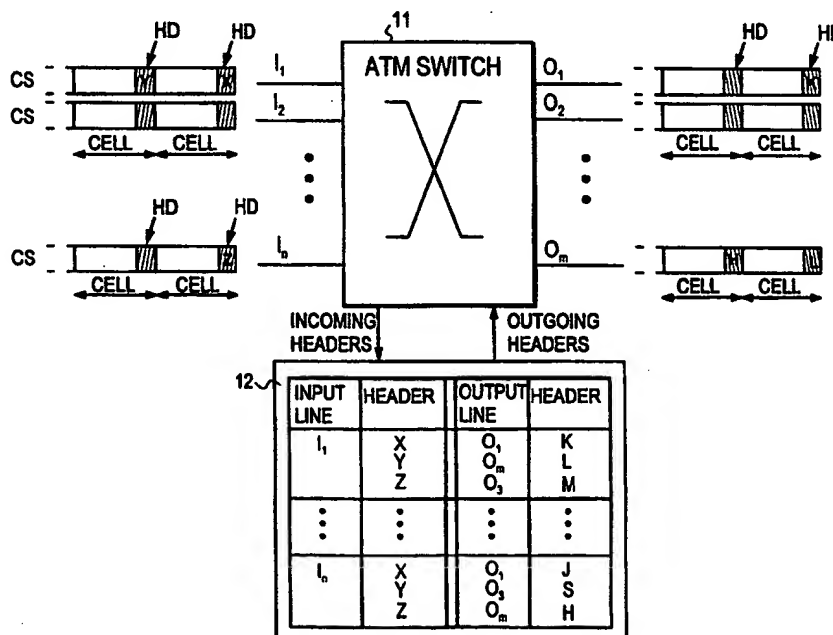 HD HD 11 HD HD
CS I₁ ATM SWITCH O₁
CS I₂ O₂
CELL CELL CELL CELL
HD HD
CS Iₙ Oₘ
CELL CELL CELL CELL
INCOMING HEADERS OUTGOING HEADERS
12
INPUT LINE HEADER OUTPUT LINE HEADER
I₁ X O₁ K
Y Oₘ L
Z O₃ M
Iₙ X O₁ J
Y O₃ S
Z Oₘ H